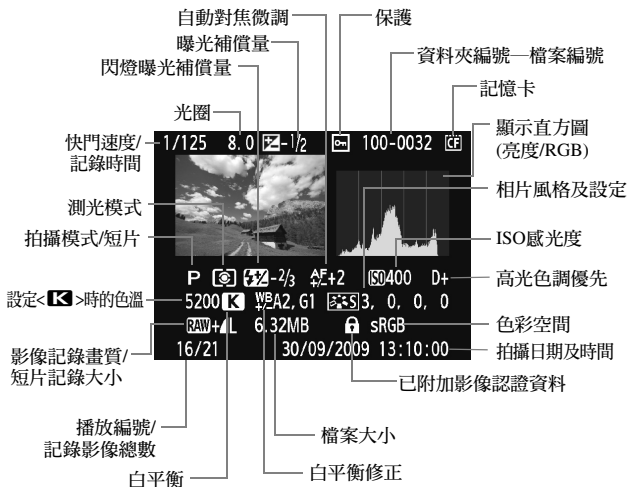 自動對焦微調
保護
曝光補償量
資料夾編號—檔案編號
閃燈曝光補償量
記憶卡
光圈
快門速度/
記錄時間
1/125 8.0 -1/2 100-0032 CF
顯示直方圖
(亮度/RGB)
測光模式
相片風格及設定
拍攝模式/短片
ISO感光度
P -2/3 AF+2 ISO400 D+
高光色調優先
設定<K>時的色溫
5200 K WB A2, G1 S 3, 0, 0, 0
RAW+L 6.32MB sRGB
色彩空間
影像記錄畫質/
短片記錄大小
16/21 30/09/2009 13:10:00
拍攝日期及時間
已附加影像認證資料
播放編號/
記錄影像總數
檔案大小
白平衡
白平衡修正